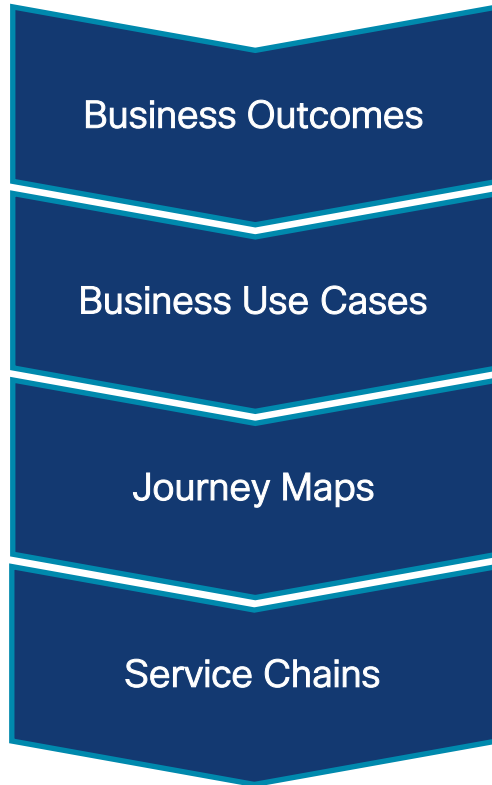 Business Outcomes
Business Use Cases
Journey Maps
Service Chains